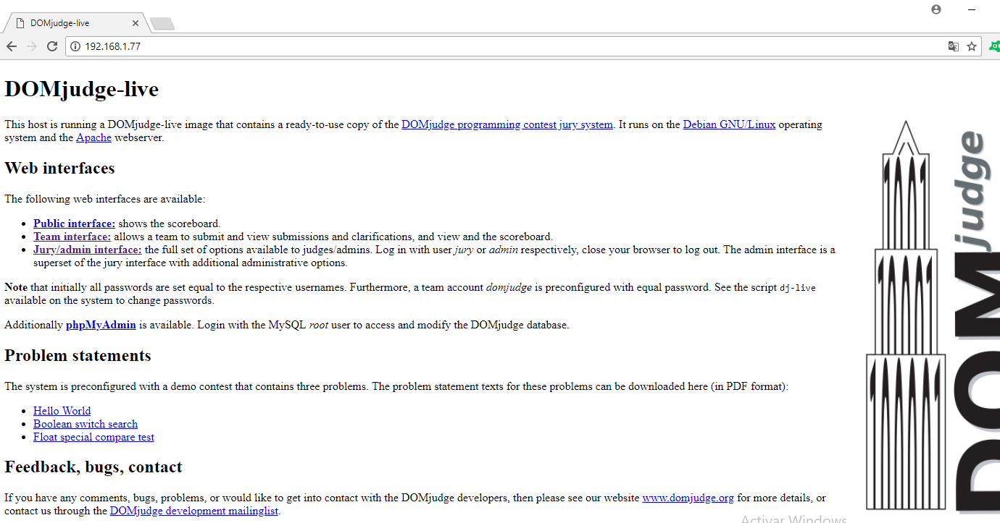 DOMjudge-live
192.168.1.77
DOMjudge-live
This host is running a DOMjudge-live image that contains a ready-to-use copy of the DOMjudge programming contest jury system. It runs on the Debian GNU/Linux operating
system and the Apache webserver.
Web interfaces
The following web interfaces are available:
• Public interface: shows the scoreboard.
• Team interface: allows a team to submit and view submissions and clarifications, and view and the scoreboard.
• Jury/admin interface: the full set of options available to judges/admins. Log in with user jury or admin respectively, close your browser to log out. The admin interface is a
superset of the jury interface with additional administrative options.
Note that initially all passwords are set equal to the respective usernames. Furthermore, a team account domjudge is preconfigured with equal password. See the script dj-live
available on the system to change passwords.
Additionally phpMyAdmin is available. Login with the MySQL root user to access and modify the DOMjudge database.
Problem statements
The system is preconfigured with a demo contest that contains three problems. The problem statement texts for these problems can be downloaded here (in PDF format):
• Hello World
• Boolean switch search
• Float special compare test
Feedback, bugs, contact
If you have any comments, bugs, problems, or would like to get into contact with the DOMjudge developers, then please see our website www.domjudge.org for more details, or
contact us through the DOMjudge development mailinglist.
DOMjudge
Activar Windows